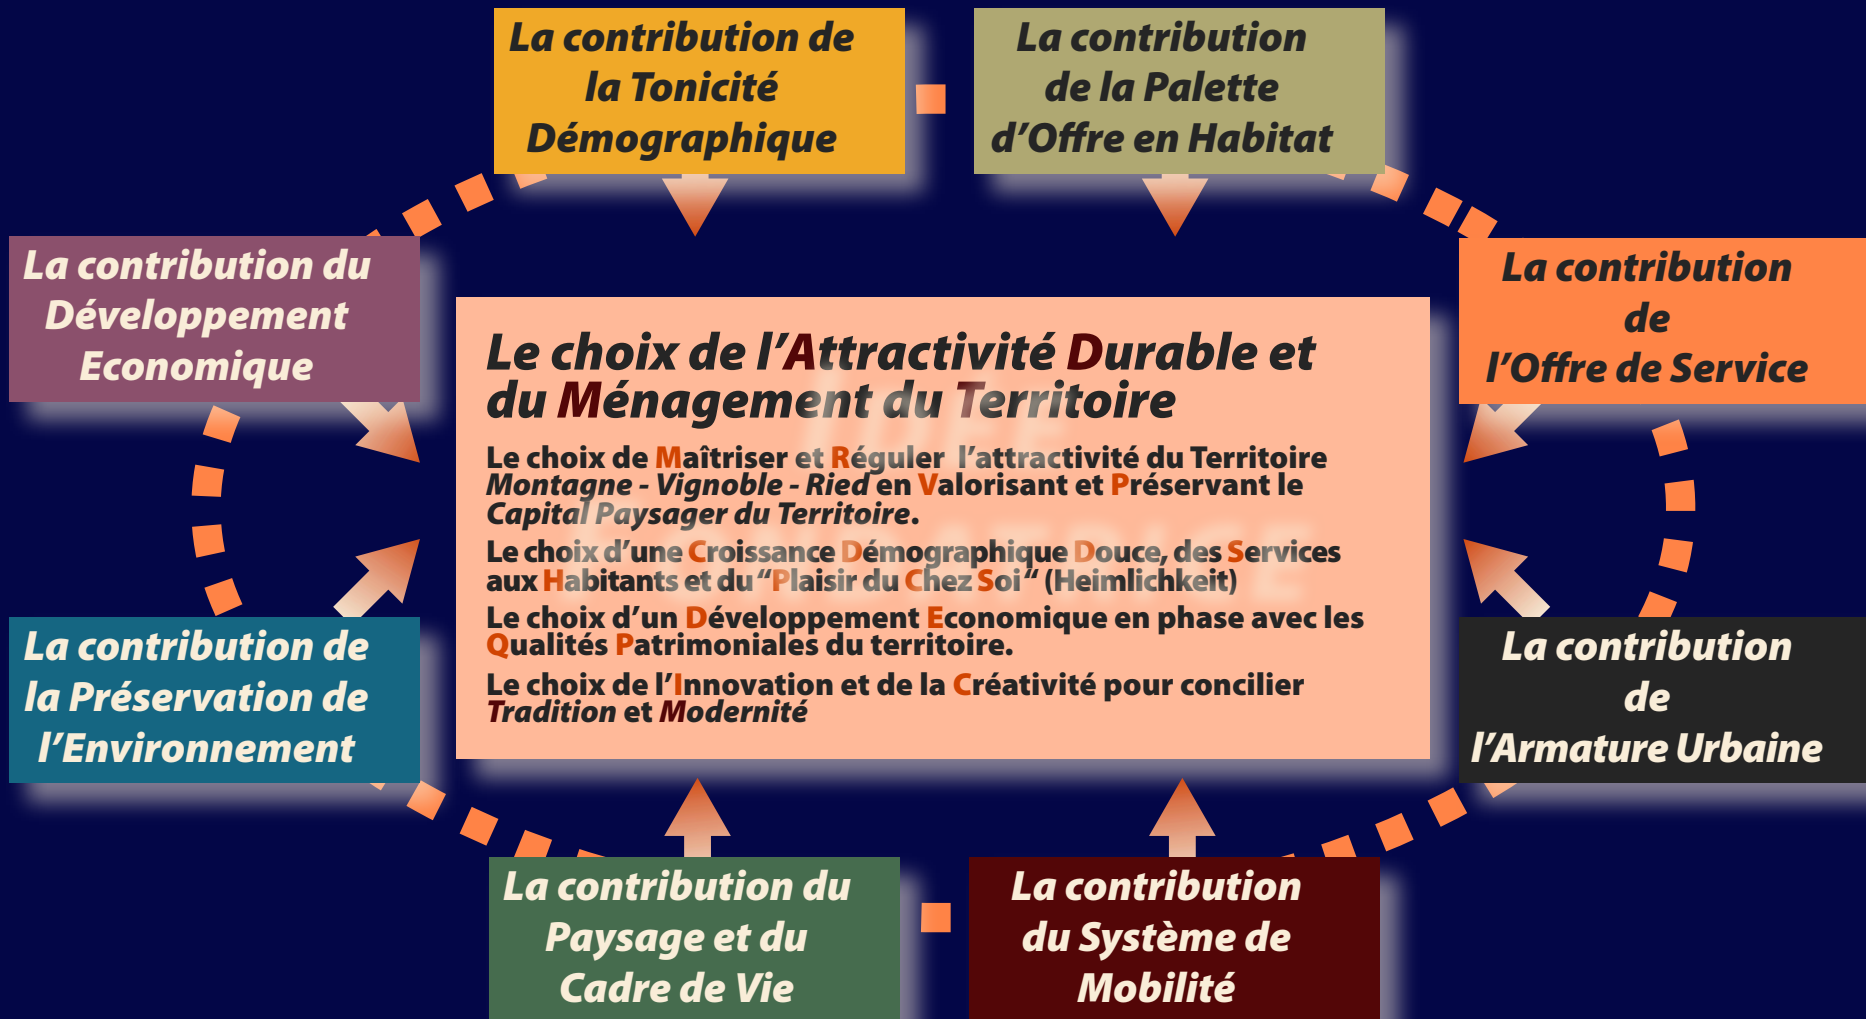 La contribution de
la Tonicité
Démographique
La contribution
de la Palette
d’Offre en Habitat
La contribution du
Développement
Economique
La contribution
de
l’Offre de Service
Le choix de l’Attractivité Durable et
du Ménagement du Territoire
Le choix de Maîtriser et Réguler l’attractivité du Territoire
Montagne - Vignoble - Ried en Valorisant et Préservant le
Capital Paysager du Territoire.
Le choix d’une Croissance Démographique Douce, des Services
aux Habitants et du “Plaisir du Chez Soi“ (Heimlichkeit)
Le choix d’un Développement Economique en phase avec les
Qualités Patrimoniales du territoire.
Le choix de l’Innovation et de la Créativité pour concilier
Tradition et Modernité
Idée
Fondatrice
La contribution de
la Préservation de
l’Environnement
La contribution
de
l’Armature Urbaine
La contribution du
Paysage et du
Cadre de Vie
La contribution
du Système de
Mobilité